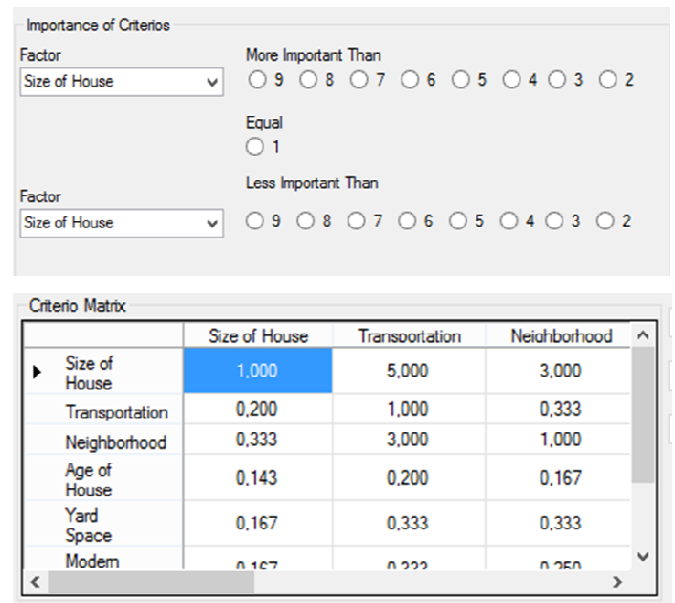 Importance of Criterios
Factor
More Important Than
Size of House
9 8 7 6 5 4 3 2
Equal
1
Less Important Than
Factor
Size of House
9 8 7 6 5 4 3 2
Criterio Matrix
Size of House Transportation Neighborhood
Size of
House 1,000 5,000 3,000
Transportation 0,200 1,000 0,333
Neighborhood 0,333 3,000 1,000
Age of
House 0,143 0,200 0,167
Yard
Space 0,167 0,333 0,333
Modern